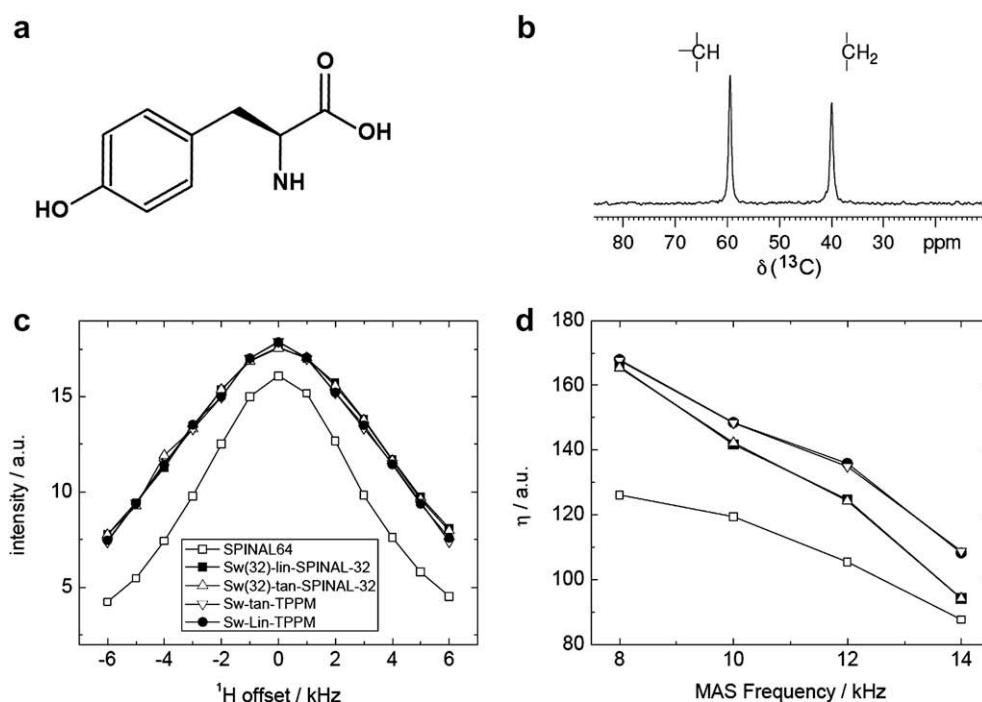 a
O
OH
NH
HO
b
CH
CH2
80 70 60 50 40 30 ppm
δ (13C)
c
intensity / a.u.
15
10
5
SPINAL64
Sw(32)-lin-SPINAL-32
Sw(32)-tan-SPINAL-32
Sw-tan-TPPM
Sw-Lin-TPPM
-6 -4 -2 0 2 4 6
1H offset / kHz
d
η / a.u.
180
160
140
120
100
80
8 10 12 14
MAS Frequency / kHz